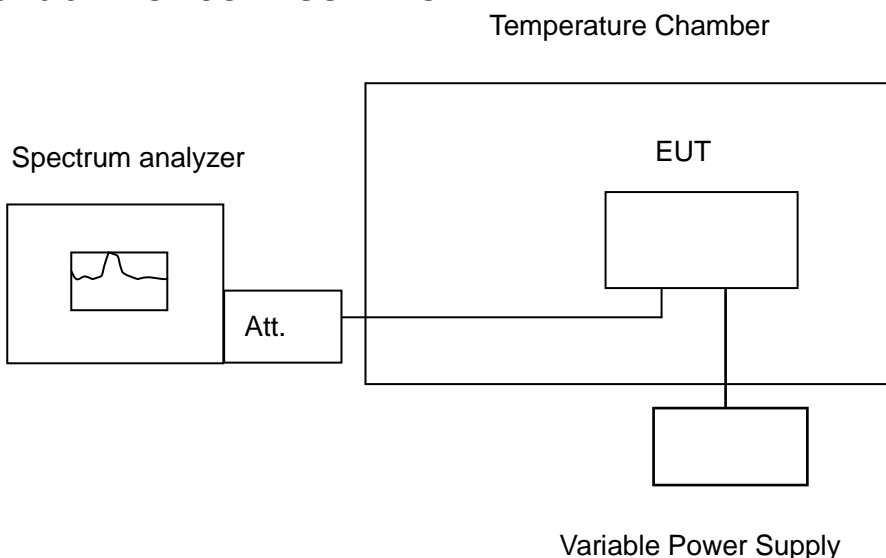 Temperature Chamber
Spectrum analyzer
EUT
Att.
Variable Power Supply